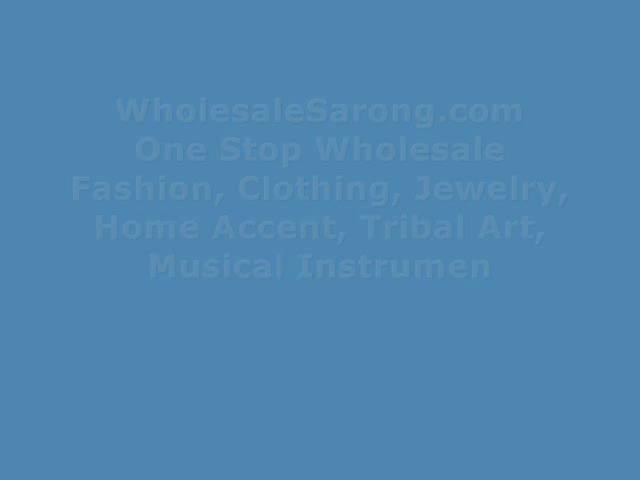 WholesaleSarong.com
One Stop Wholesale
Fashion, Clothing, Jewelry,
Home Accent, Tribal Art,
Musical Instrumen